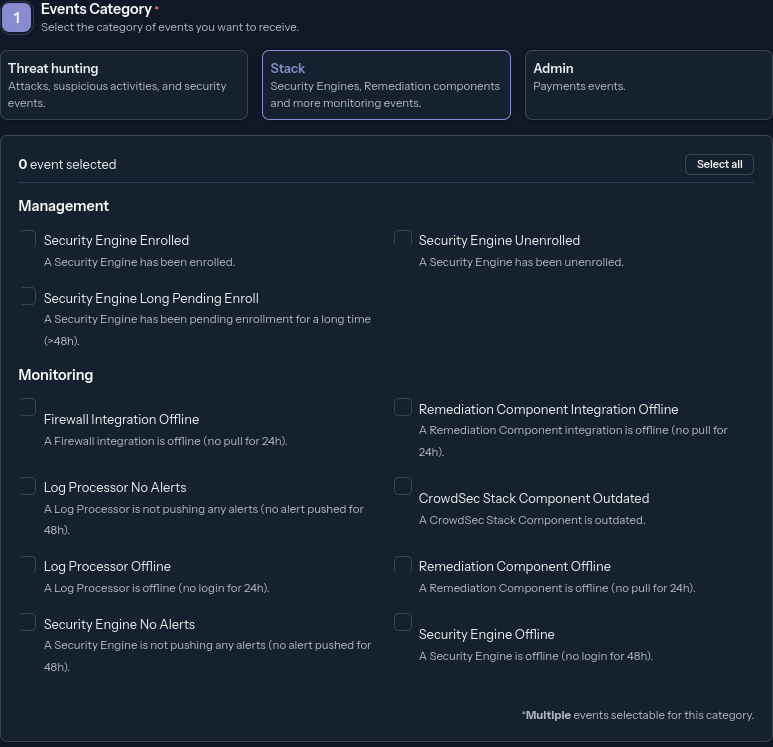 1
Events Category *
Select the category of events you want to receive.
Threat hunting
Attacks, suspicious activities, and security
events.
Stack
Security Engines, Remediation components
and more monitoring events.
Admin
Payments events.
0 event selected
Select all
Management
Security Engine Enrolled
A Security Engine has been enrolled.
Security Engine Unenrolled
A Security Engine has been unenrolled.
Security Engine Long Pending Enroll
A Security Engine has been pending enrollment for a long time
(>48h).
Monitoring
Firewall Integration Offline
A Firewall integration is offline (no pull for 24h).
Remediation Component Integration Offline
A Remediation Component integration is offline (no pull for
24h).
Log Processor No Alerts
A Log Processor is not pushing any alerts (no alert pushed for
48h).
CrowdSec Stack Component Outdated
A CrowdSec Stack Component is outdated.
Log Processor Offline
A Log Processor is offline (no login for 24h).
Remediation Component Offline
A Remediation Component is offline (no pull for 24h).
Security Engine No Alerts
A Security Engine is not pushing any alerts (no alert pushed for
48h).
Security Engine Offline
A Security Engine is offline (no login for 48h).
*Multiple events selectable for this category.